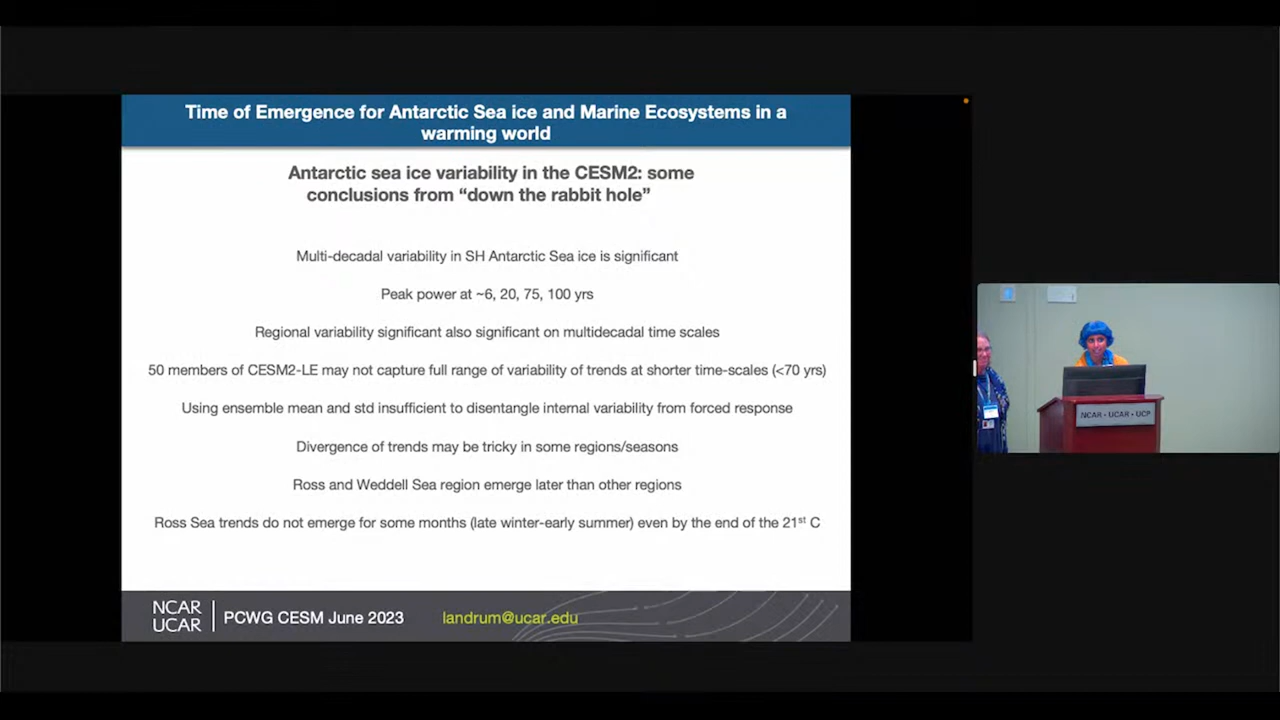 Time of Emergence for Antarctic Sea ice and Marine Ecosystems in a
warming world
Antarctic sea ice variability in the CESM2: some
conclusions from “down the rabbit hole”
Multi-decadal variability in SH Antarctic Sea ice is significant
Peak power at ~6, 20, 75, 100 yrs
Regional variability significant also significant on multidecadal time scales
50 members of CESM2-LE may not capture full range of variability of trends at shorter time-scales (<70 yrs)
Using ensemble mean and std insufficient to disentangle internal variability from forced response
Divergence of trends may be tricky in some regions/seasons
Ross and Weddell Sea region emerge later than other regions
Ross Sea trends do not emerge for some months (late winter-early summer) even by the end of the 21st C
NCAR
UCAR
PCWG CESM June 2023
landrum@ucar.edu
NCAR • UCAR • UCP